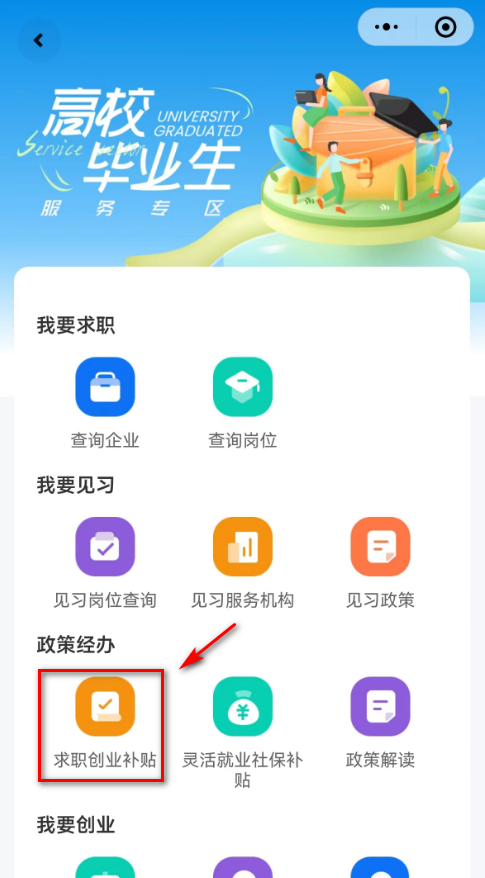 高校
UNIVERSITY
GRADUATED
毕业生
服务专区
我要求职
查询企业
查询岗位
我要见习
见习岗位查询
见习服务机构
见习政策
政策经办
求职创业补贴
灵活就业社保补
贴
政策解读
我要创业